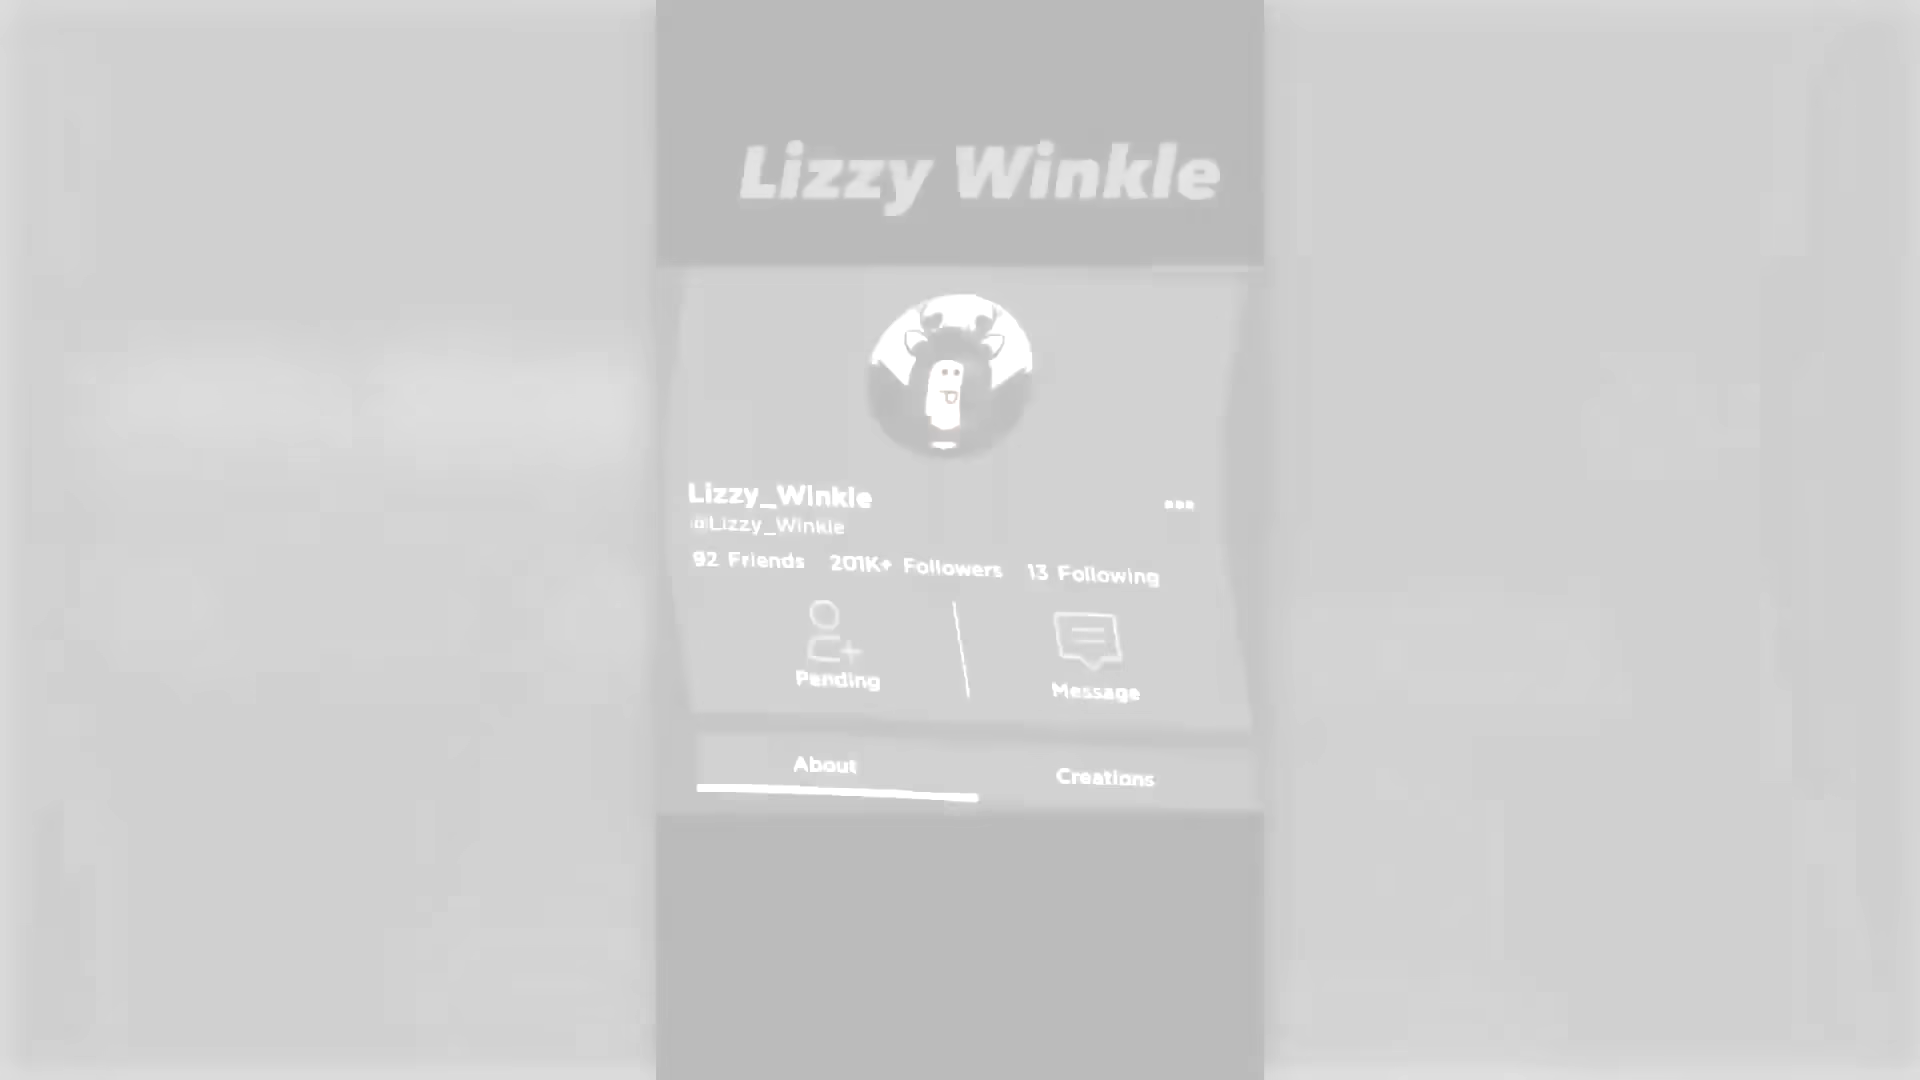 Lizzy Winkle
Lizzy_Winkle
@Lizzy_Winkle
92 Friends 201K+ Followers 13 Following
Pending Message
About Creations